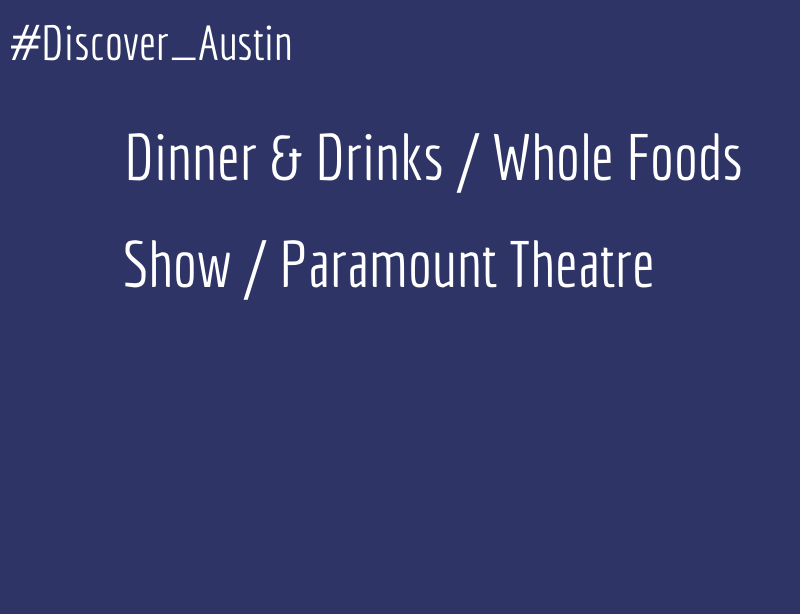 #Discover_Austin
Dinner & Drinks / Whole Foods
Show / Paramount Theatre